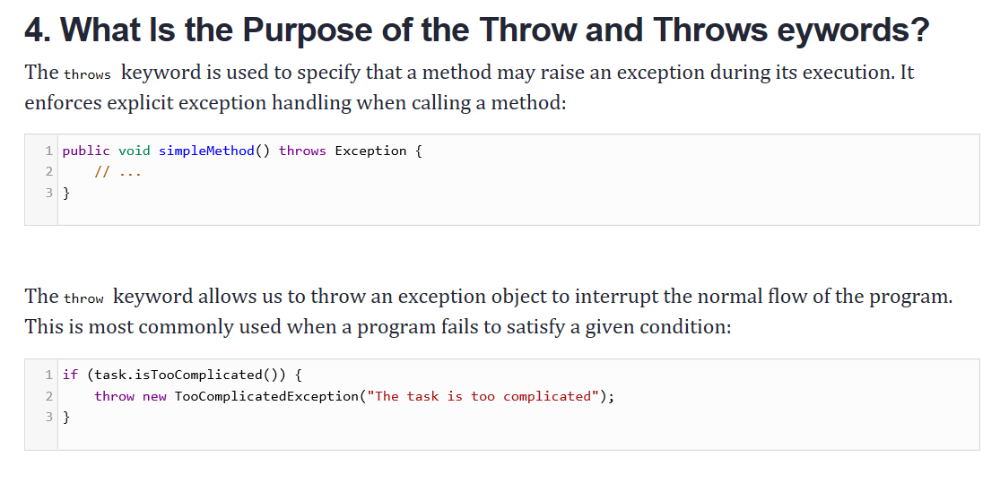 4. What Is the Purpose of the Throw and Throws eywords?
The throws keyword is used to specify that a method may raise an exception during its execution. It
enforces explicit exception handling when calling a method:
1 public void simpleMethod() throws Exception {
2     // ...
3 }
The throw keyword allows us to throw an exception object to interrupt the normal flow of the program.
This is most commonly used when a program fails to satisfy a given condition:
1 if (task.isTooComplicated()) {
2     throw new TooComplicatedException("The task is too complicated");
3 }